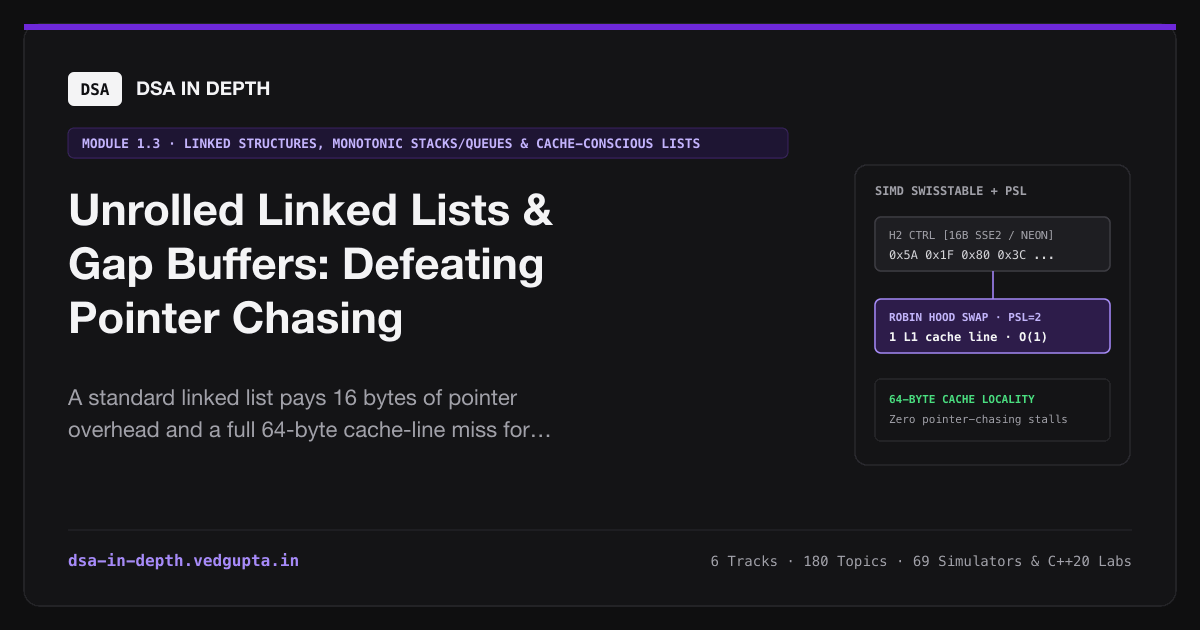 DSA
DSA IN DEPTH
MODULE 1.3 · LINKED STRUCTURES, MONOTONIC STACKS/QUEUES & CACHE–CONSCIOUS LISTS
Unrolled Linked Lists &
Gap Buffers: Defeating
Pointer Chasing
A standard linked list pays 16 bytes of pointer
overhead and a full 64-byte cache-line miss for…
SIMD SWISSTABLE + PSL
H2 CTRL [16B SSE2 / NEON]
0x5A 0x1F 0x80 0x3C ...
ROBIN HOOD SWAP · PSL=2
1 L1 cache line · O(1)
64–BYTE CACHE LOCALITY
Zero pointer–chasing stalls
dsa–in–depth.vedgupta.in
6 Tracks · 180 Topics · 69 Simulators & C++20 Labs